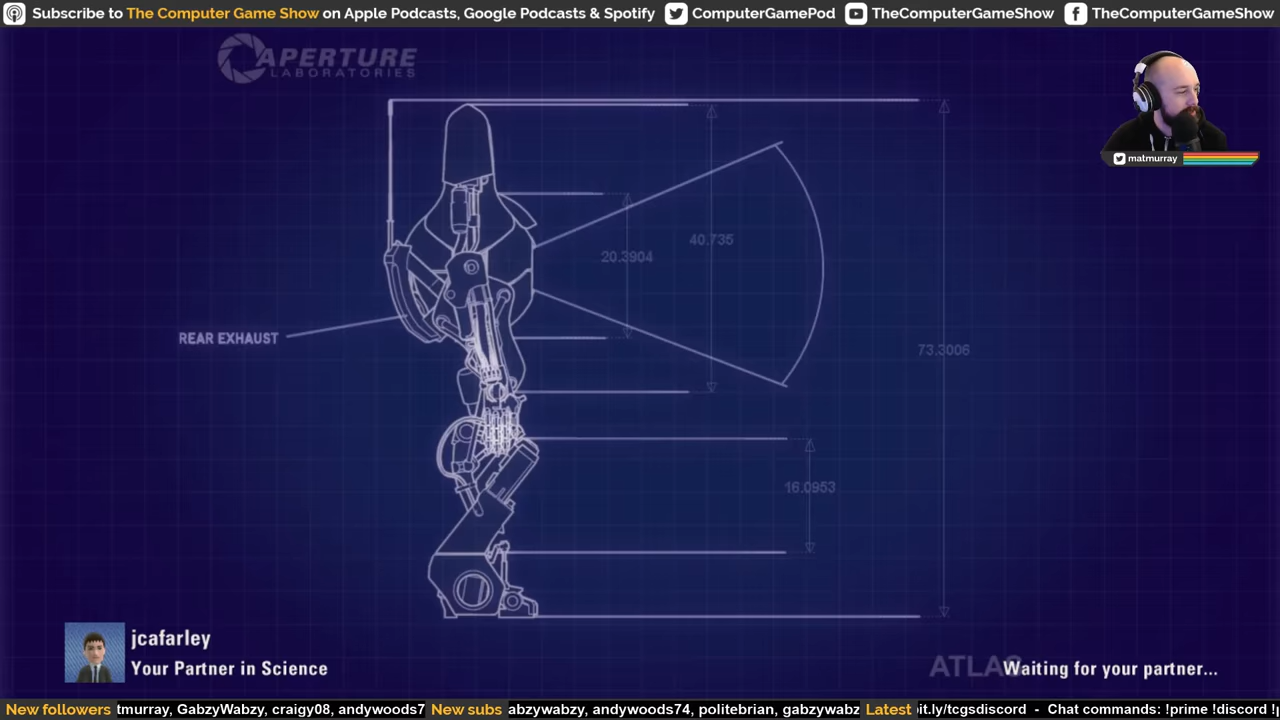 Subscribe to The Computer Game Show on Apple Podcasts, Google Podcasts & Spotify ComputerGamePod TheComputerGameShow TheComputerGameShow
APERTURE
LABORATORIES
matmurray
40.735
20.3904
REAR EXHAUST
73.3006
16.0953
jcafarley
Your Partner in Science
ATLAS
Waiting for your partner...
New followers tmurray, GabzyWabzy, craigy08, andywoods7 New subs abzywabzy, andywoods74, politebrian, gabzywabz Latest it.ly/tcgsdiscord - Chat commands: !prime !discord !